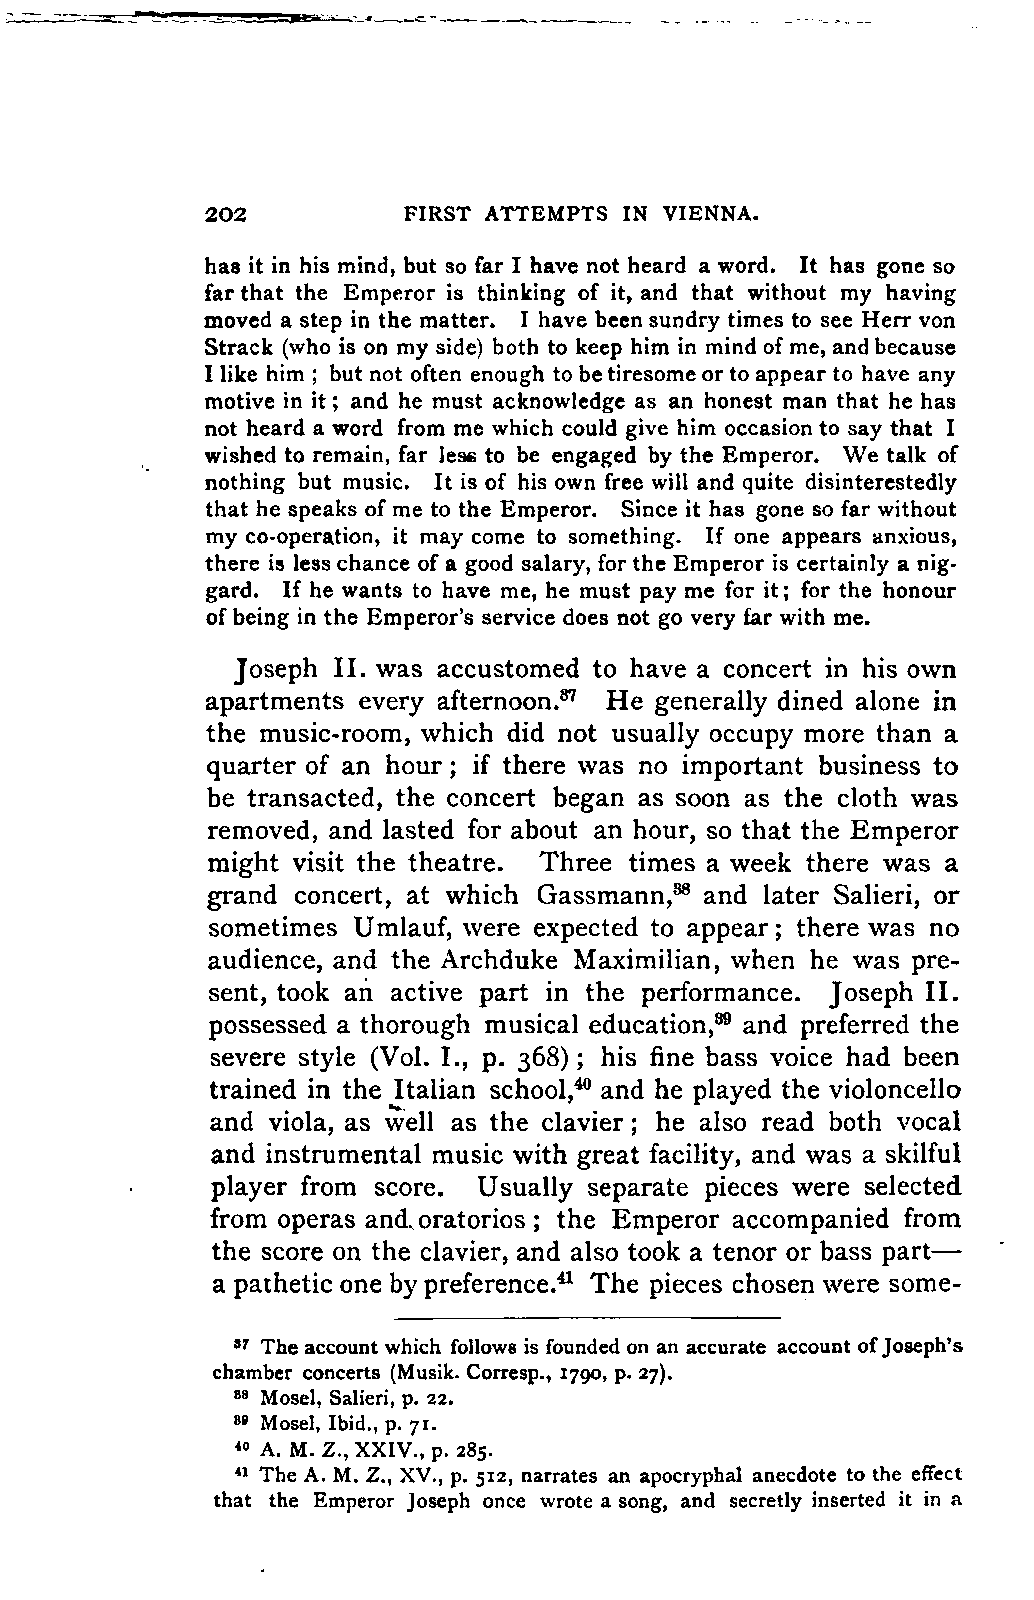 202 FIRST ATTEMPTS IN VIENNA.
has it in his mind, but so far I have not heard a word. It has gone so
far that the Emperor is thinking of it, and that without my having
moved a step in the matter. I have been sundry times to see Herr von
Strack (who is on my side) both to keep him in mind of me, and because
I like him ; but not often enough to be tiresome or to appear to have any
motive in it ; and he must acknowledge as an honest man that he has
not heard a word from me which could give him occasion to say that I
wished to remain, far less to be engaged by the Emperor. We talk of
nothing but music. It is of his own free will and quite disinterestedly
that he speaks of me to the Emperor. Since it has gone so far without
my co-operation, it may come to something. If one appears anxious,
there is less chance of a good salary, for the Emperor is certainly a nig-
gard. If he wants to have me, he must pay me for it ; for the honour
of being in the Emperor's service does not go very far with me.
Joseph II. was accustomed to have a concert in his own
apartments every afternoon.³⁷ He generally dined alone in
the music-room, which did not usually occupy more than a
quarter of an hour ; if there was no important business to
be transacted, the concert began as soon as the cloth was
removed, and lasted for about an hour, so that the Emperor
might visit the theatre. Three times a week there was a
grand concert, at which Gassmann,³⁸ and later Salieri, or
sometimes Umlauf, were expected to appear ; there was no
audience, and the Archduke Maximilian, when he was pre-
sent, took an active part in the performance. Joseph II.
possessed a thorough musical education,³⁹ and preferred the
severe style (Vol. I., p. 368) ; his fine bass voice had been
trained in the Italian school,⁴⁰ and he played the violoncello
and viola, as well as the clavier ; he also read both vocal
and instrumental music with great facility, and was a skilful
player from score. Usually separate pieces were selected
from operas and oratorios ; the Emperor accompanied from
the score on the clavier, and also took a tenor or bass part—
a pathetic one by preference.⁴¹ The pieces chosen were some-
³⁷ The account which follows is founded on an accurate account of Joseph's
chamber concerts (Musik. Corresp., 1790, p. 27).
³⁸ Mosel, Salieri, p. 22.
³⁹ Mosel, Ibid., p. 71.
⁴⁰ A. M. Z., XXIV., p. 285.
⁴¹ The A. M. Z., XV., p. 512, narrates an apocryphal anecdote to the effect
that the Emperor Joseph once wrote a song, and secretly inserted it in a